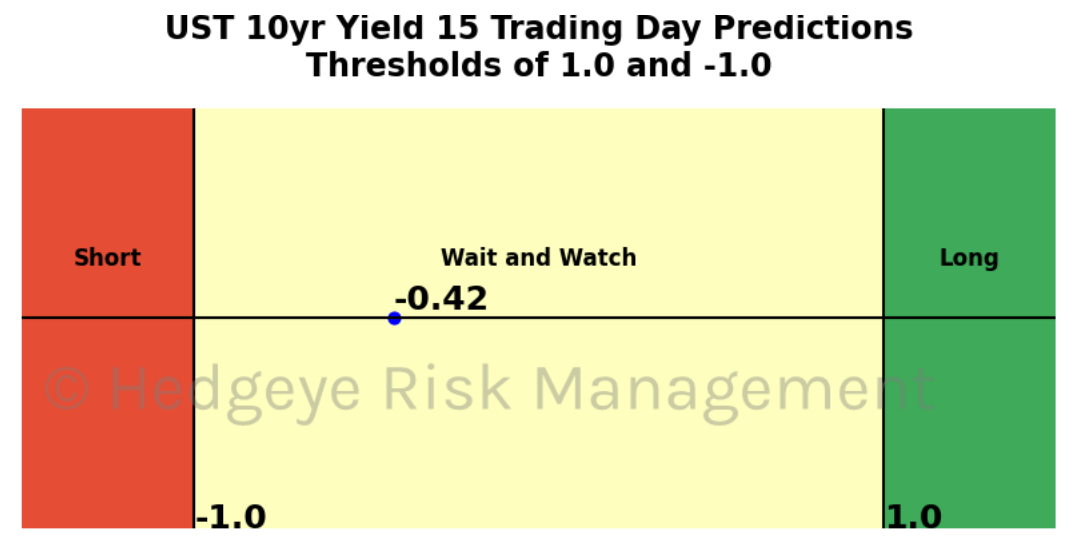 UST 10yr Yield 15 Trading Day Predictions
Thresholds of 1.0 and -1.0
Short
Wait and Watch
Long
-0.42
© Hedgeye Risk Management
-1.0
1.0